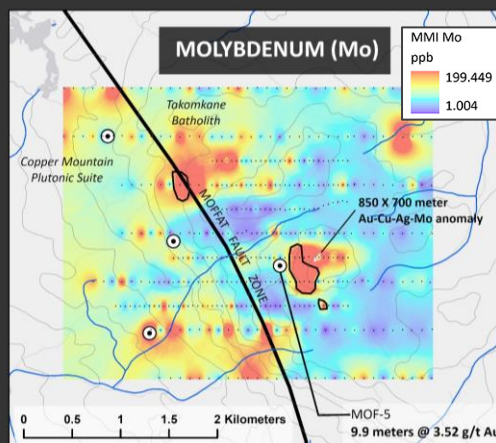 MOLYBDENUM (Mo)
MMI Mo
ppb
199.449
1.004
Takomkane
Batholith
Copper Mountain
Plutonic Suite
MOFFAT FAULT ZONE
850 X 700 meter
Au-Cu-Ag-Mo anomaly
0 0.5 1 1.5 2 Kilometers
MOF-5
9.9 meters @ 3.52 g/t Au